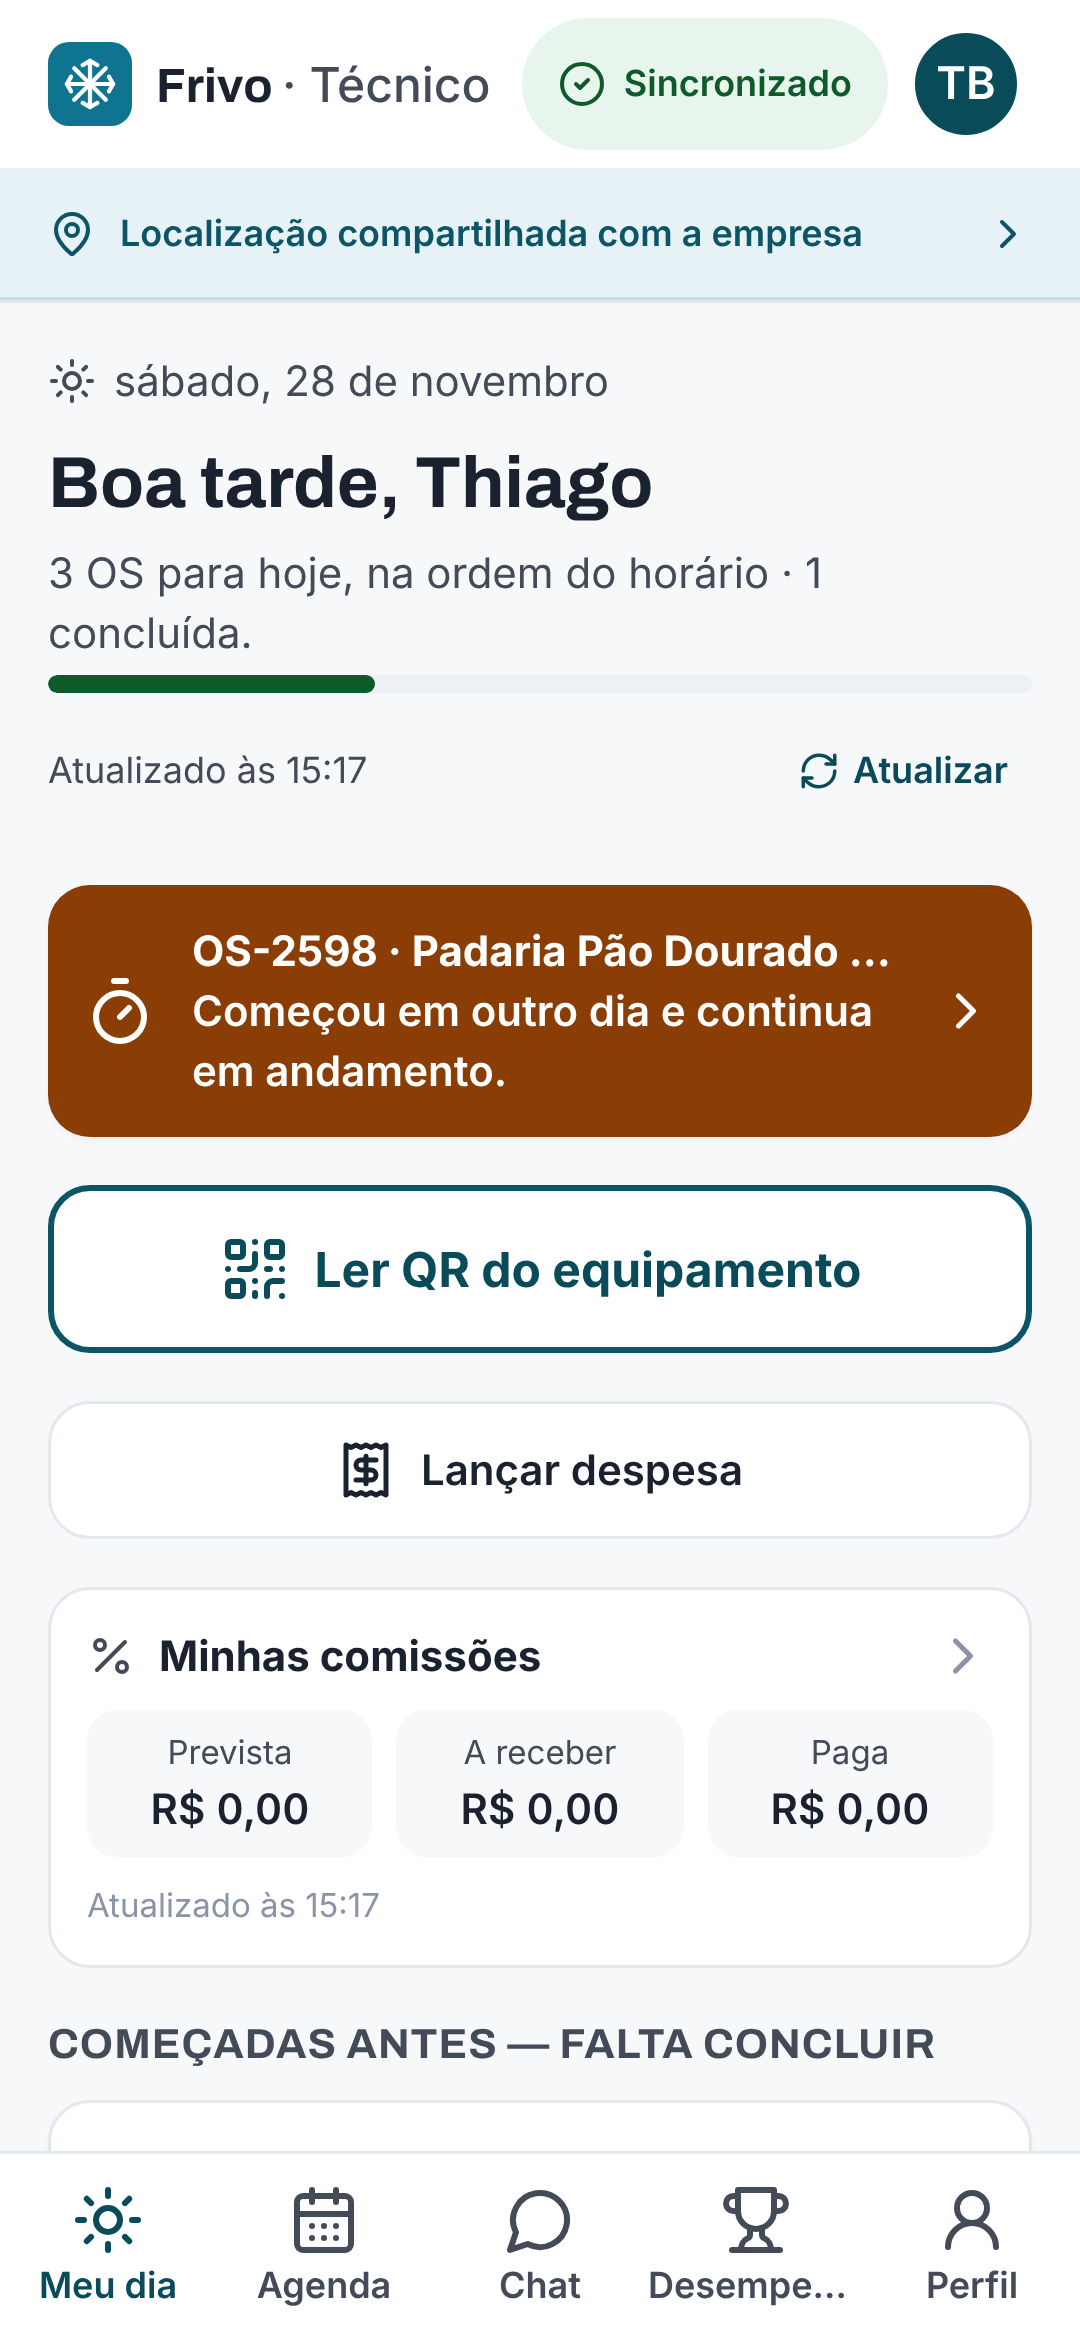 Frivo · Técnico
Sincronizado
TB
Localização compartilhada com a empresa
sábado, 28 de novembro
Boa tarde, Thiago
3 OS para hoje, na ordem do horário · 1
concluída.
Atualizado às 15:17
Atualizar
OS-2598 · Padaria Pão Dourado ...
Começou em outro dia e continua
em andamento.
Ler QR do equipamento
Lançar despesa
Minhas comissões
Prevista
R$ 0,00
A receber
R$ 0,00
Paga
R$ 0,00
Atualizado às 15:17
COMEÇADAS ANTES — FALTA CONCLUIR
Meu dia
Agenda
Chat
Desempe...
Perfil